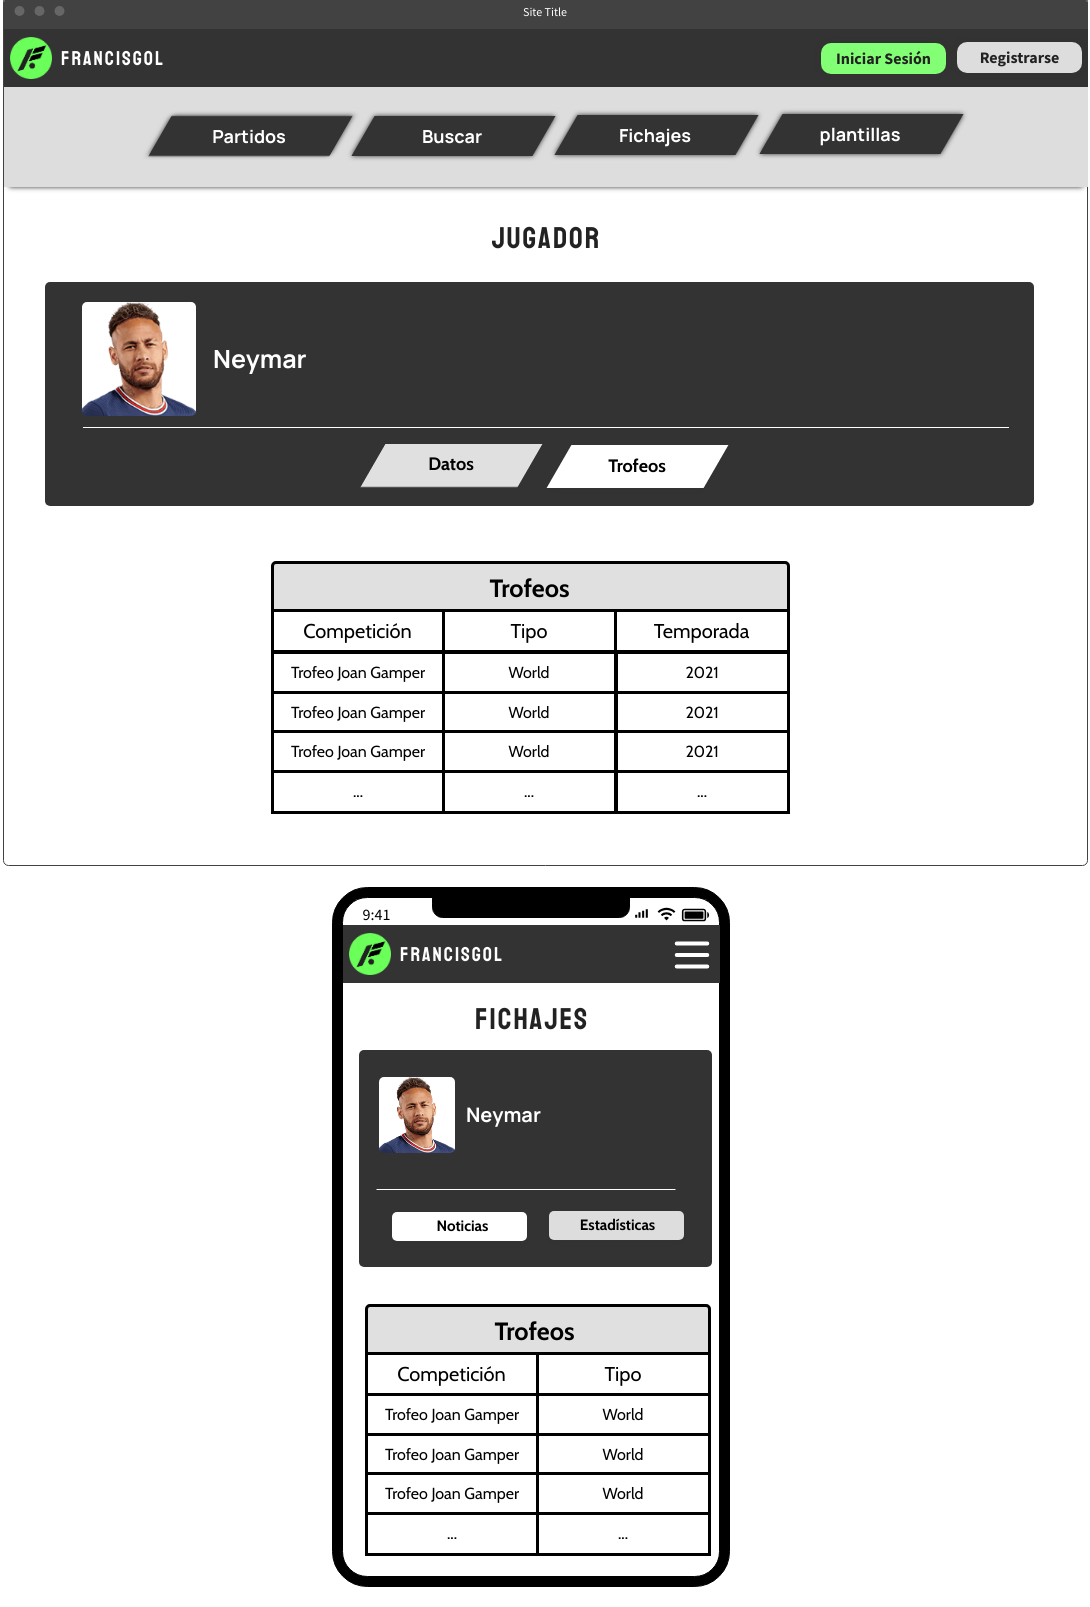 Site Title
FRANCISGOL
Iniciar Sesión
Registrarse
Partidos
Buscar
Fichajes
plantillas
JUGADOR
Neymar
Datos
Trofeos
Trofeos
Competición Tipo Temporada
Trofeo Joan Gamper World 2021
Trofeo Joan Gamper World 2021
Trofeo Joan Gamper World 2021
... ... ...
9:41
FRANCISGOL
FICHAJES
Neymar
Noticias
Estadísticas
Trofeos
Competición Tipo
Trofeo Joan Gamper World
Trofeo Joan Gamper World
Trofeo Joan Gamper World
... ...